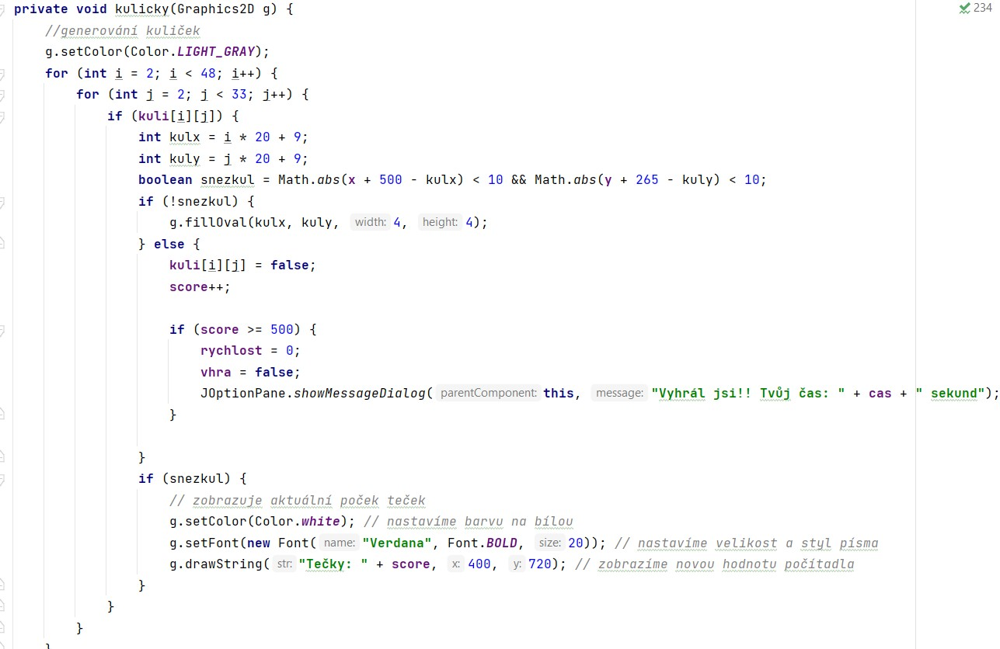 private void kulicky(Graphics2D g) {
234
//generování kuliček
g.setColor(Color.LIGHT_GRAY);
for (int i = 2; i < 48; i++) {
for (int j = 2; j < 33; j++) {
if (kuli[i][j]) {
int kulx = i * 20 + 9;
int kuly = j * 20 + 9;
boolean snezkul = Math.abs(x + 500 - kulx) < 10 && Math.abs(y + 265 - kuly) < 10;
if (!snezkul) {
g.fillOval(kulx, kuly, width: 4, height: 4);
} else {
kuli[i][j] = false;
score++;
if (score >= 500) {
rychlost = 0;
vhra = false;
JOptionPane.showMessageDialog( parentComponent: this, message: "Vyhrál jsi!! Tvůj čas: " + cas + " sekund");
}
}
if (snezkul) {
// zobrazuje aktuální poček teček
g.setColor(Color.white); // nastavíme barvu na bílou
g.setFont(new Font( name: "Verdana", Font.BOLD, size: 20)); // nastavíme velikost a styl písma
g.drawString( str: "Tečky: " + score, x: 400, y: 720); // zobrazíme novou hodnotu počítadla
}
}
}
}